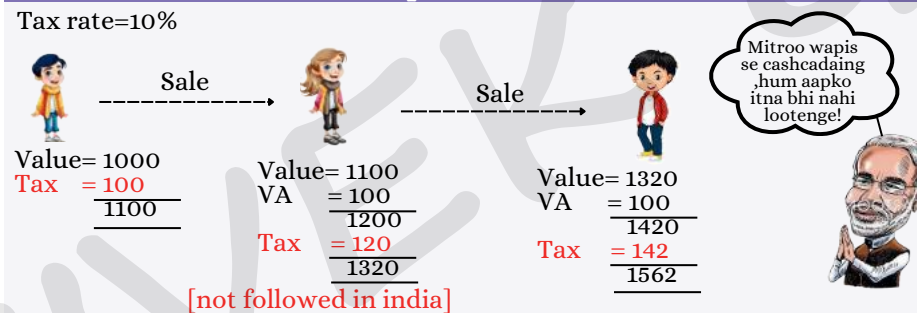 Tax rate=10%
Sale
Sale
Mitroo wapis
se cashcadaing
,hum aapko
itna bhi nahi
lootenge!
Value= 1000
Tax = 100
1100
Value= 1100
VA = 100
1200
Tax = 120
1320
[not followed in india]
Value= 1320
VA = 100
1420
Tax = 142
1562